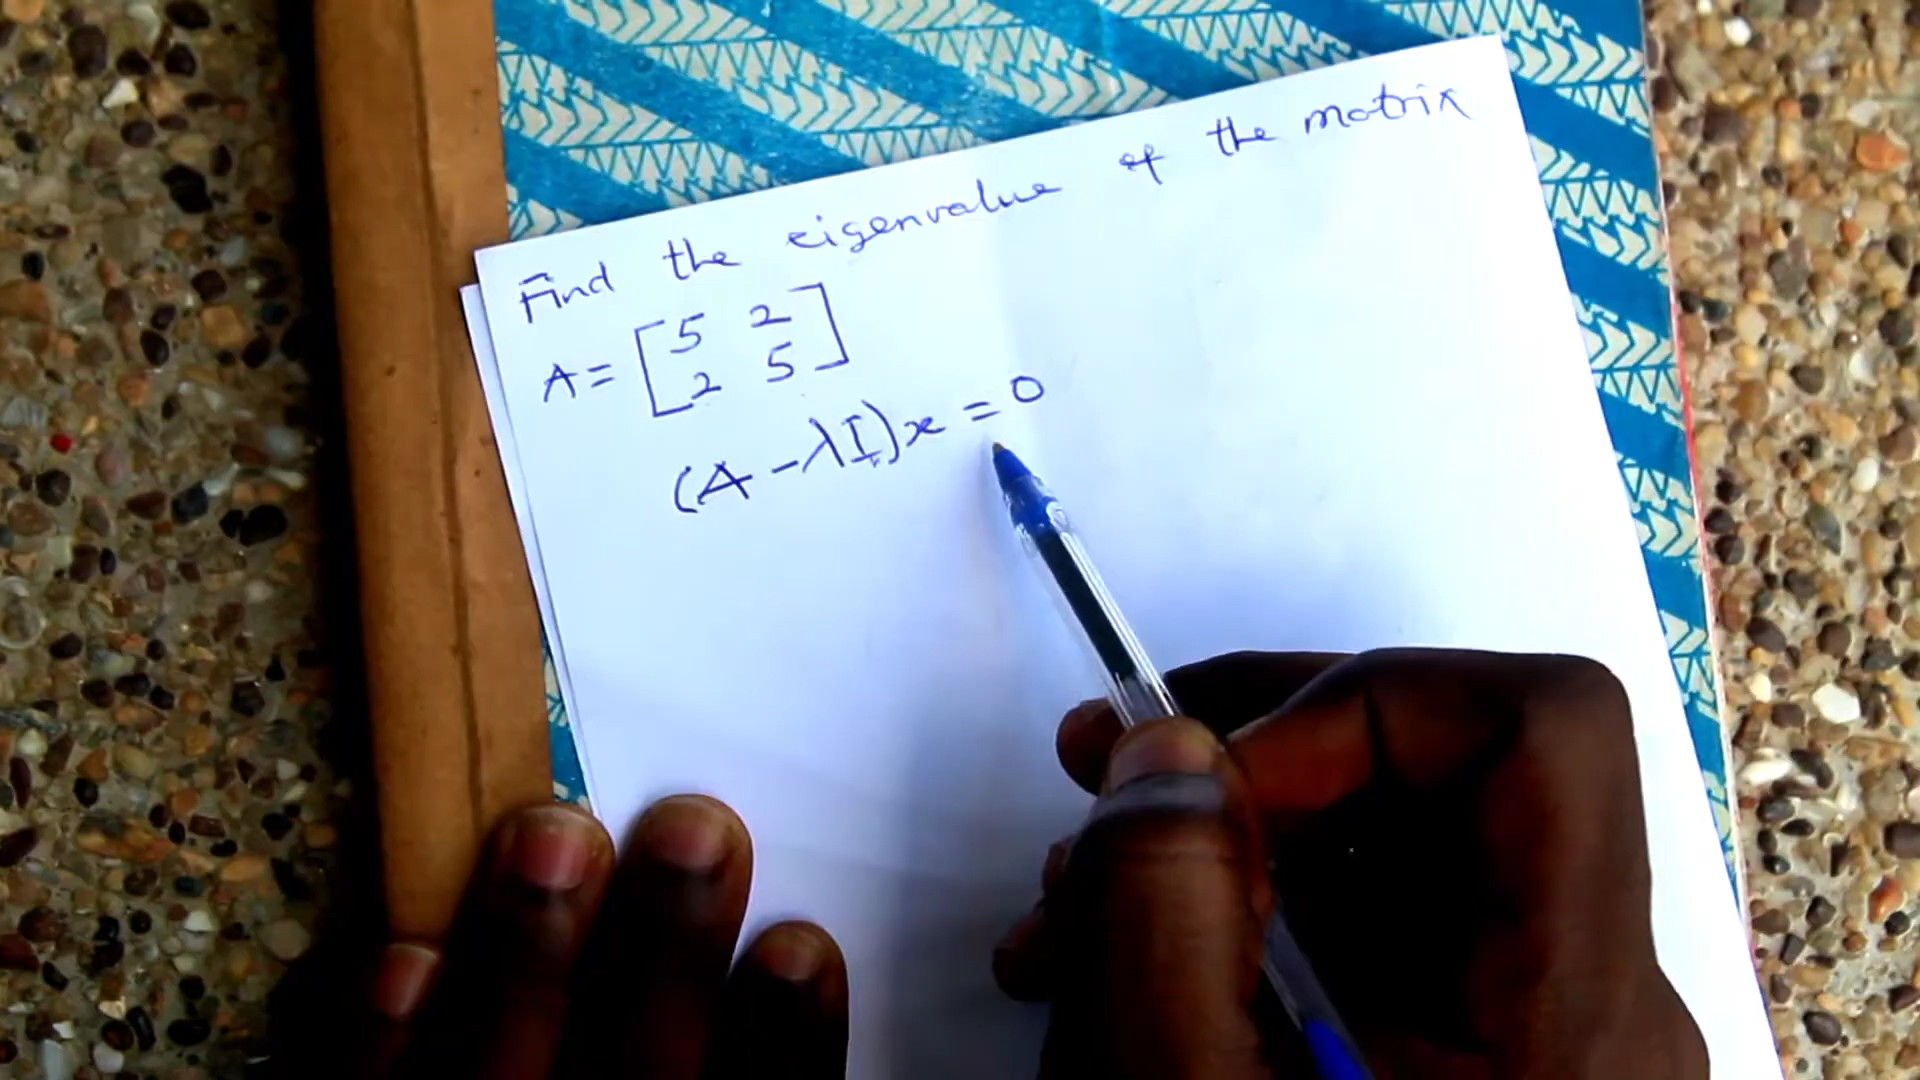 Find the eigenvalue of the matrix
A = [5 2
2 5]
(A - λI)x = 0